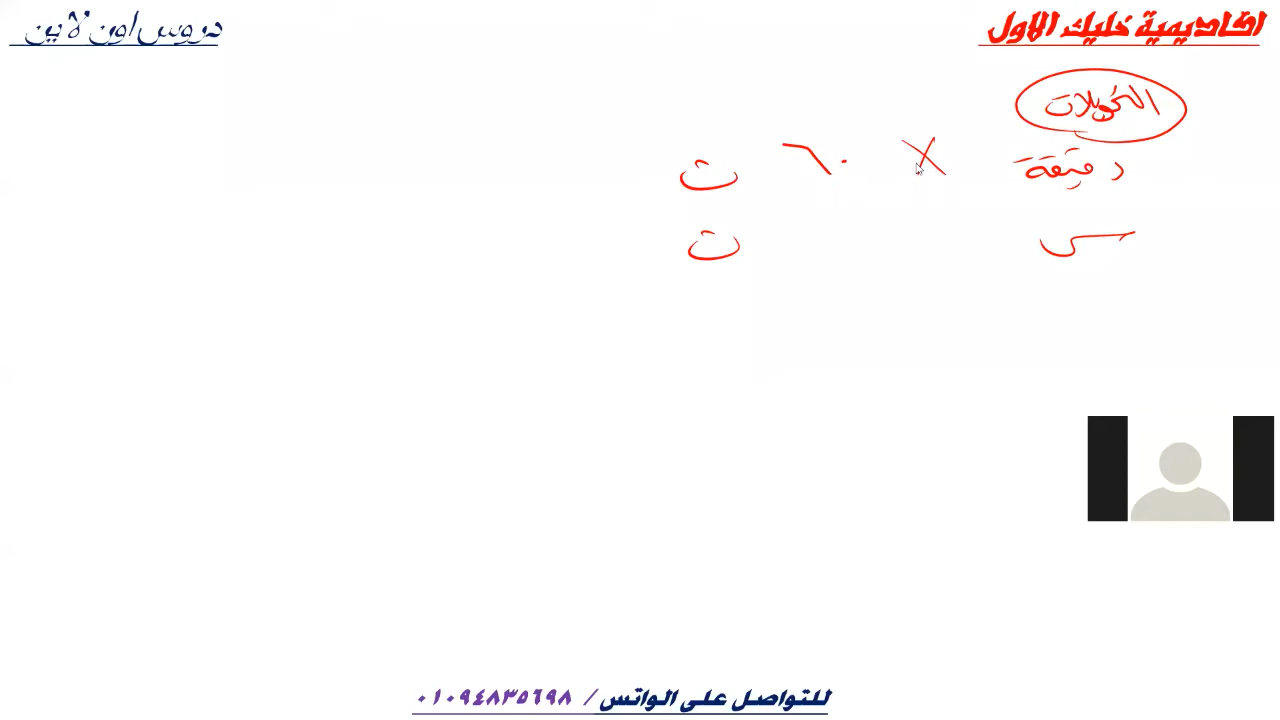 اكاديمية خليك الاول
دروس اون لاين
التحويلات
دقيقة × ٦٠ ث
س ث
للتواصل على الواتس / ٠١٠٩٤٨٣٥٦٩٨